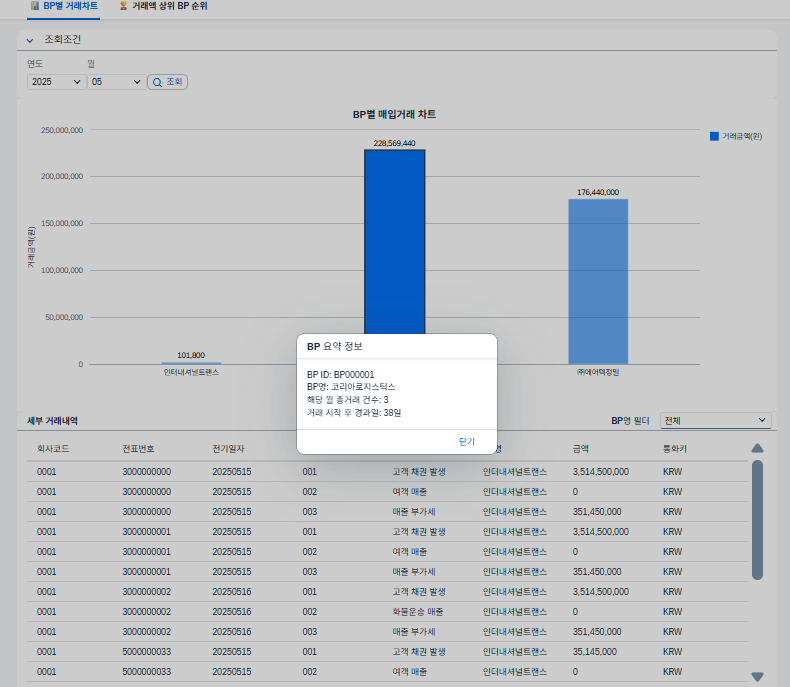 BP별 거래차트 거래액 상위 BP 순위
조회조건
연도 월
2025 05 조회
BP별 매입거래 차트
250,000,000
거래금액(원)
228,569,440
200,000,000
176,440,000
150,000,000
거래금액(원)
100,000,000
50,000,000
101,800
0
인터내셔널트랜스 ㈜에어텍정밀
BP 요약 정보
BP ID: BP000001
BP명: 코리아로지스틱스
해당 월 총거래 건수: 3
거래 시작 후 경과일: 38일
닫기
세부 거래내역 BP명 필터 전체
회사코드 전표번호 전기일자 명 금액 통화키
0001 3000000000 20250515 001 고객 채권 발생 인터내셔널트랜스 3,514,500,000 KRW
0001 3000000000 20250515 002 여객 매출 인터내셔널트랜스 0 KRW
0001 3000000000 20250515 003 매출 부가세 인터내셔널트랜스 351,450,000 KRW
0001 3000000001 20250515 001 고객 채권 발생 인터내셔널트랜스 3,514,500,000 KRW
0001 3000000001 20250515 002 여객 매출 인터내셔널트랜스 0 KRW
0001 3000000001 20250515 003 매출 부가세 인터내셔널트랜스 351,450,000 KRW
0001 3000000002 20250516 001 고객 채권 발생 인터내셔널트랜스 3,514,500,000 KRW
0001 3000000002 20250516 002 화물운송 매출 인터내셔널트랜스 0 KRW
0001 3000000002 20250516 003 매출 부가세 인터내셔널트랜스 351,450,000 KRW
0001 5000000033 20250515 001 고객 채권 발생 인터내셔널트랜스 35,145,000 KRW
0001 5000000033 20250515 002 여객 매출 인터내셔널트랜스 0 KRW